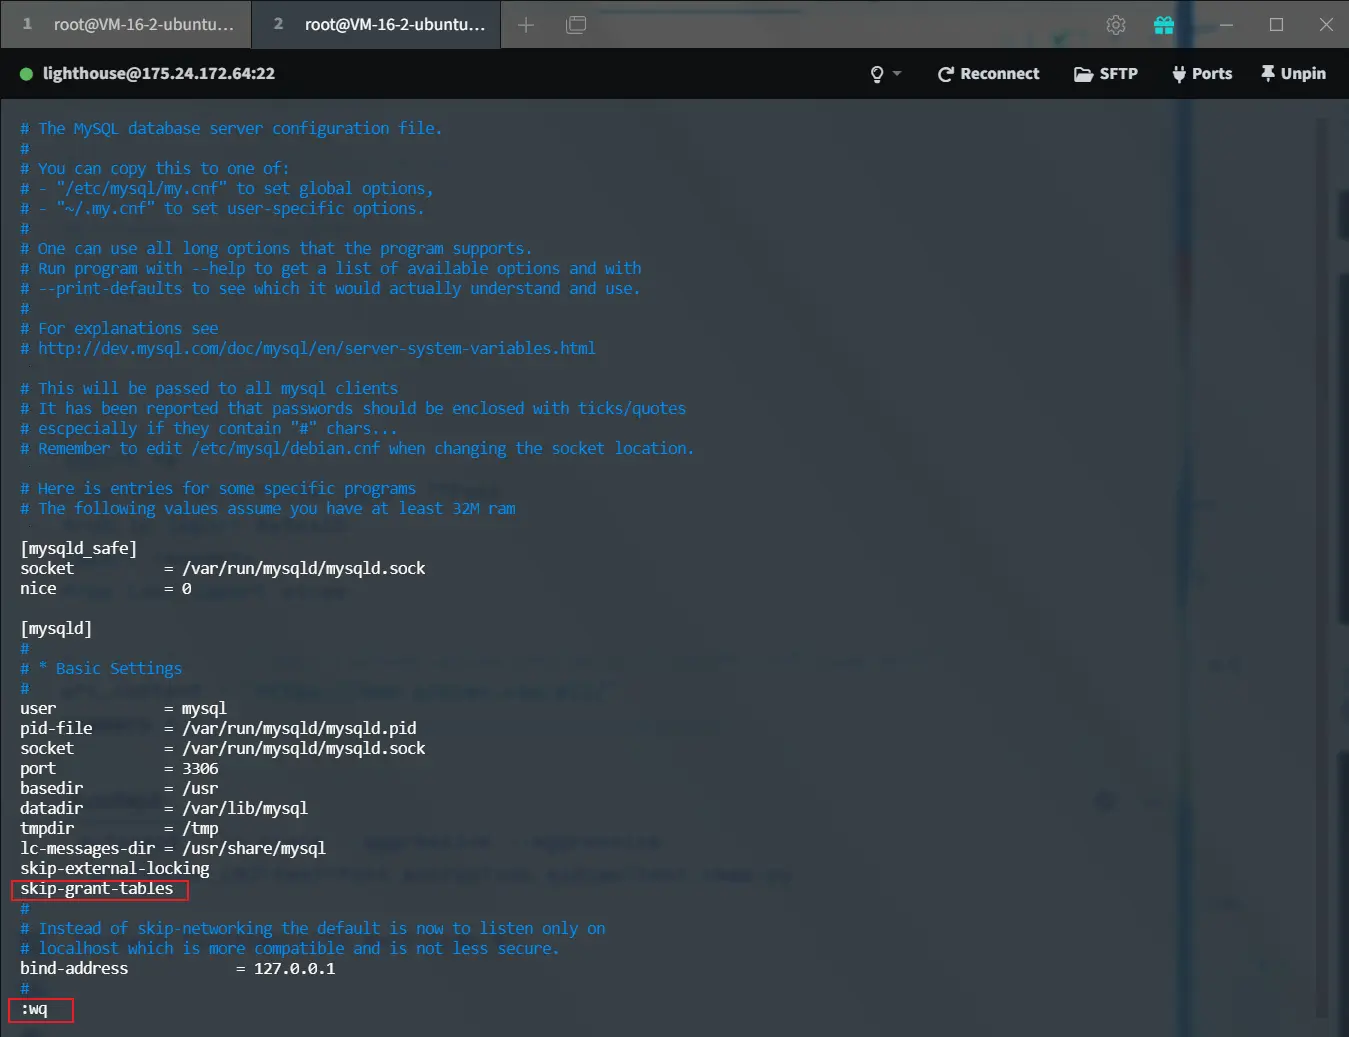 1 root@VM-16-2-ubuntu... 2 root@VM-16-2-ubuntu...
lighthouse@175.24.172.64:22 Reconnect SFTP Ports Unpin
# The MySQL database server configuration file.
#
# You can copy this to one of:
# - "/etc/mysql/my.cnf" to set global options,
# - "~/.my.cnf" to set user-specific options.
#
# One can use all long options that the program supports.
# Run program with --help to get a list of available options and with
# --print-defaults to see which it would actually understand and use.
#
# For explanations see
# http://dev.mysql.com/doc/mysql/en/server-system-variables.html
# This will be passed to all mysql clients
# It has been reported that passwords should be enclosed with ticks/quotes
# escpecially if they contain "#" chars...
# Remember to edit /etc/mysql/debian.cnf when changing the socket location.
# Here is entries for some specific programs
# The following values assume you have at least 32M ram
[mysqld_safe]
socket = /var/run/mysqld/mysqld.sock
nice = 0
[mysqld]
#
# * Basic Settings
#
user = mysql
pid-file = /var/run/mysqld/mysqld.pid
socket = /var/run/mysqld/mysqld.sock
port = 3306
basedir = /usr
datadir = /var/lib/mysql
tmpdir = /tmp
lc-messages-dir = /usr/share/mysql
skip-external-locking
skip-grant-tables
#
# Instead of skip-networking the default is now to listen only on
# localhost which is more compatible and is not less secure.
bind-address = 127.0.0.1
#
:wq